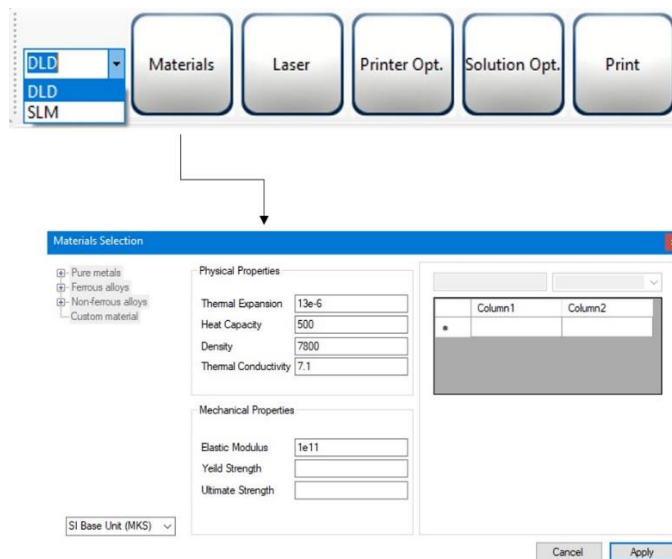 DLD
DLD
SLM
Materials
Laser
Printer Opt.
Solution Opt.
Print
Materials Selection
Pure metals
Ferrous alloys
Non-ferrous alloys
Custom material
SI Base Unit (MKS)
Physical Properties
Thermal Expansion 13e-6
Heat Capacity 500
Density 7800
Thermal Conductivity 7.1
Mechanical Properties
Elastic Modulus 1e11
Yeild Strength
Ultimate Strength
Column1 Column2
Cancel Apply